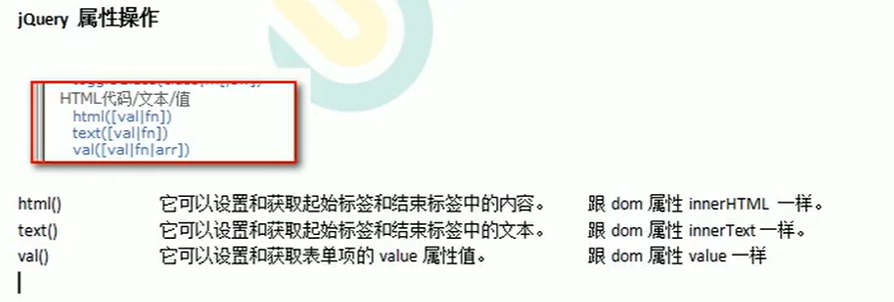 jQuery 属性操作
HTML代码/文本/值
html([val|fn])
text([val|fn])
val([val|fn|arr])
html() 它可以设置和获取起始标签和结束标签中的内容。 跟 dom 属性 innerHTML 一样。
text() 它可以设置和获取起始标签和结束标签中的文本。 跟 dom 属性 innerText 一样。
val() 它可以设置和获取表单项的 value 属性值。 跟 dom 属性 value 一样